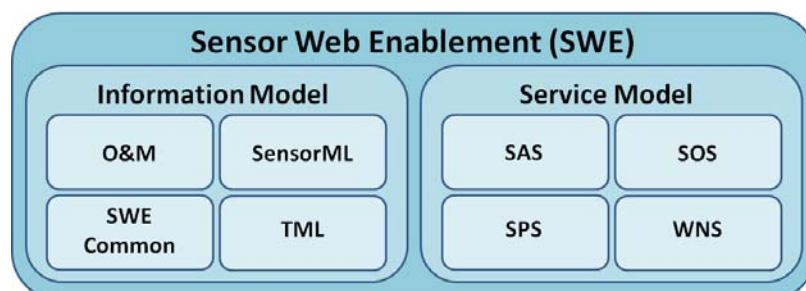 Sensor Web Enablement (SWE)
Information Model
O&M
SensorML
SWE
Common
TML
Service Model
SAS
SOS
SPS
WNS